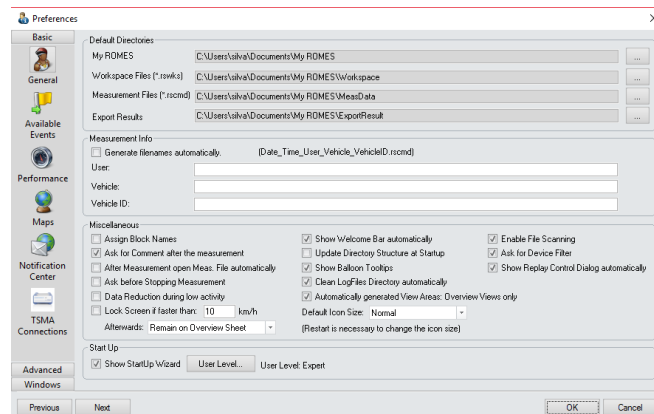 Preferences
Basic
General
Available
Events
Performance
Maps
Notification
Center
TSMA
Connections
Advanced
Windows
Default Directories
My ROMES C:\Users\silva\Documents\My ROMES ...
Workspace Files (*.rswks) C:\Users\silva\Documents\My ROMES\Workspace ...
Measurement Files (*.rscmd) C:\Users\silva\Documents\My ROMES\MeasData ...
Export Results C:\Users\silva\Documents\My ROMES\ExportResult ...
Measurement Info
Generate filenames automatically. (Date_Time_User_Vehicle_VehicleID.rscmd)
User:
Vehicle:
Vehicle ID:
Miscellaneous
Assign Block Names Show Welcome Bar automatically Enable File Scanning
Ask for Comment after the measurement Update Directory Structure at Startup Ask for Device Filter
After Measurement open Meas. File automatically Show Balloon Tooltips Show Replay Control Dialog automatically
Ask before Stopping Measurement Clean LogFiles Directory automatically
Data Reduction during low activity Automatically generated View Areas: Overview Views only
Lock Screen if faster than: 10 km/h Default Icon Size: Normal
Afterwards: Remain on Overview Sheet (Restart is necessary to change the icon size)
Start Up
Show StartUp Wizard User Level... User Level: Expert
Previous Next OK Cancel